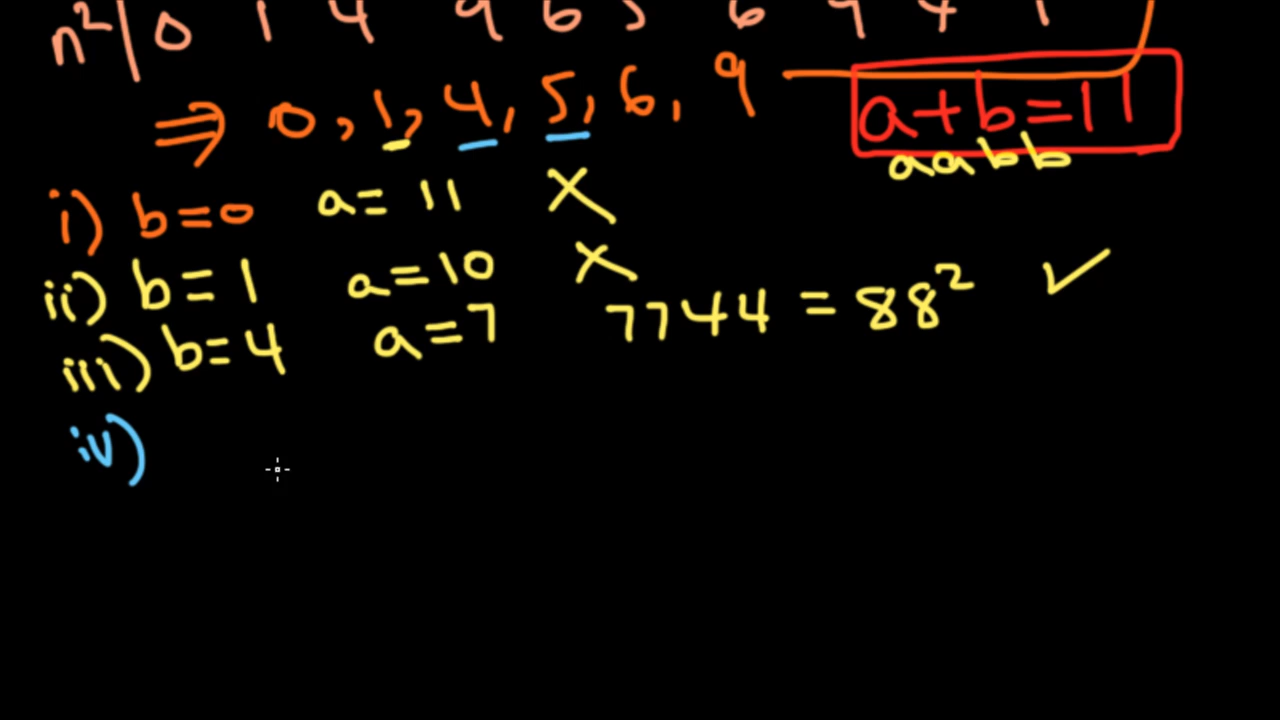 n² | 0 1 4 9 6 5 6 9 4 1
⇒ 0, 1, 4, 5, 6, 9
a+b=11
aabb
i) b=0 a=11 X
ii) b=1 a=10 X
iii) b=4 a=7 7744 = 88² ✓
iv)